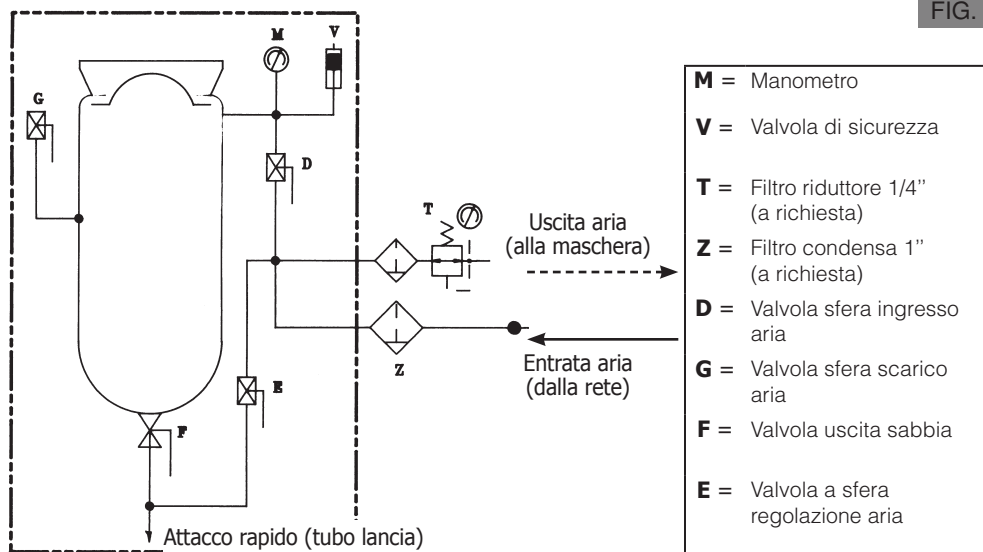 FIG.
M
V
G
D
T
Uscita aria
(alla maschera)
Entrata aria
(dalla rete)
Z
E
F
Attacco rapido (tubo lancia)
M = Manometro
V = Valvola di sicurezza
T = Filtro riduttore 1/4’’
(a richiesta)
Z = Filtro condensa 1’’
(a richiesta)
D = Valvola sfera ingresso
aria
G = Valvola sfera scarico
aria
F = Valvola uscita sabbia
E = Valvola a sfera
regolazione aria